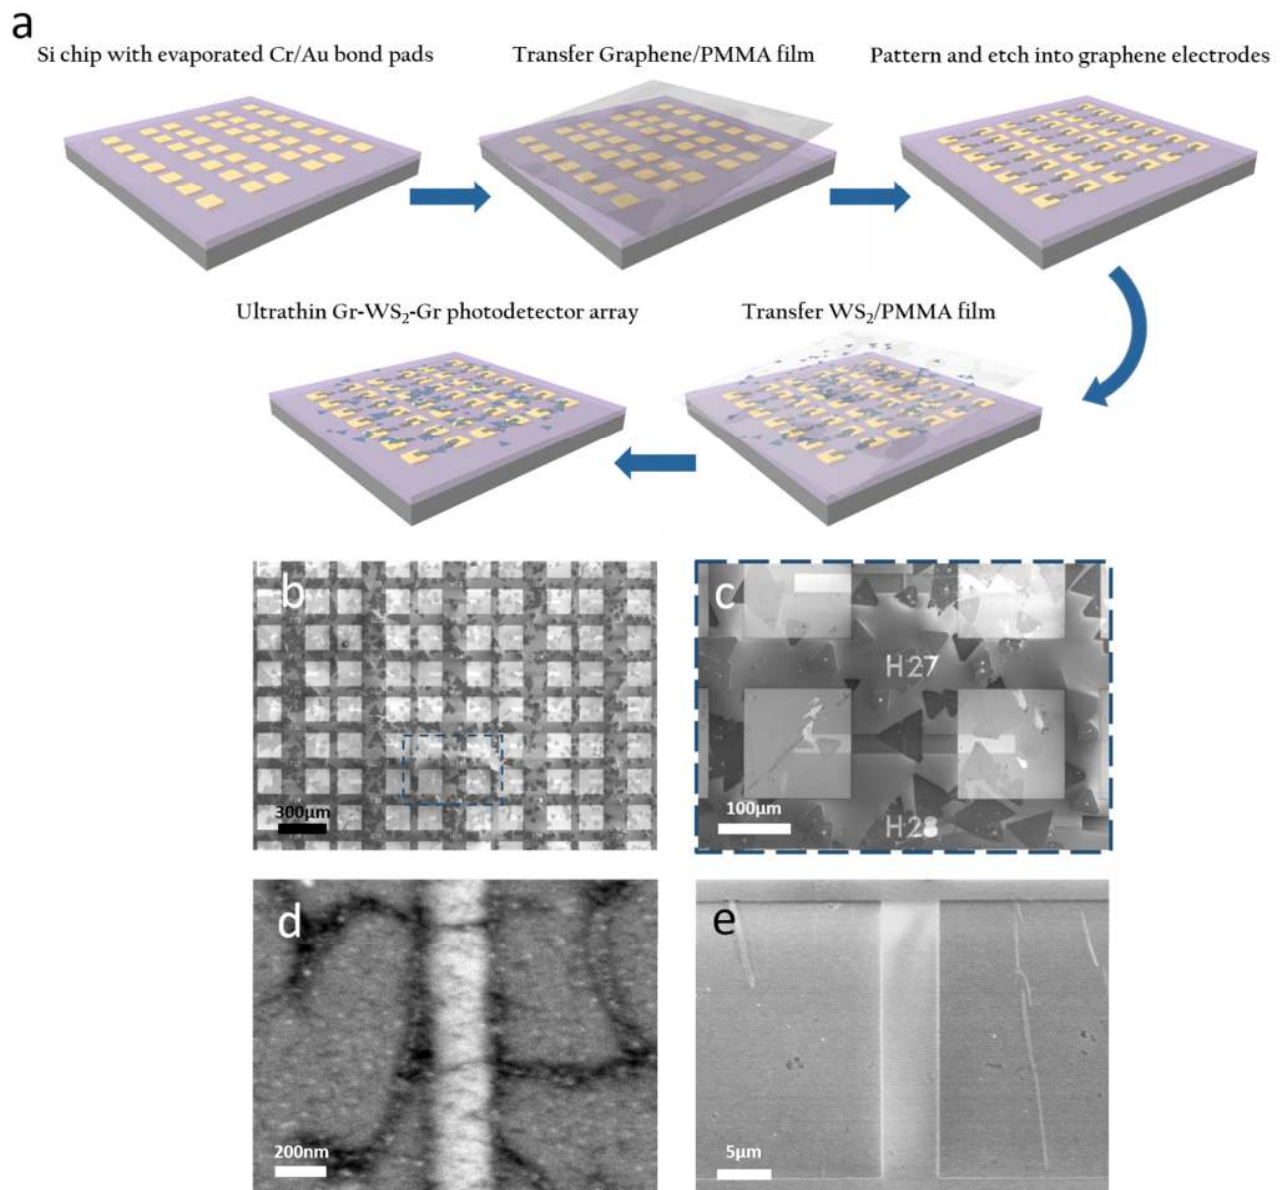 a
Si chip with evaporated Cr/Au bond pads
Transfer Graphene/PMMA film
Pattern and etch into graphene electrodes
Ultrathin Gr-WS₂-Gr photodetector array
Transfer WS₂/PMMA film
b
300μm
c
H27
H28
100μm
d
200nm
e
5μm